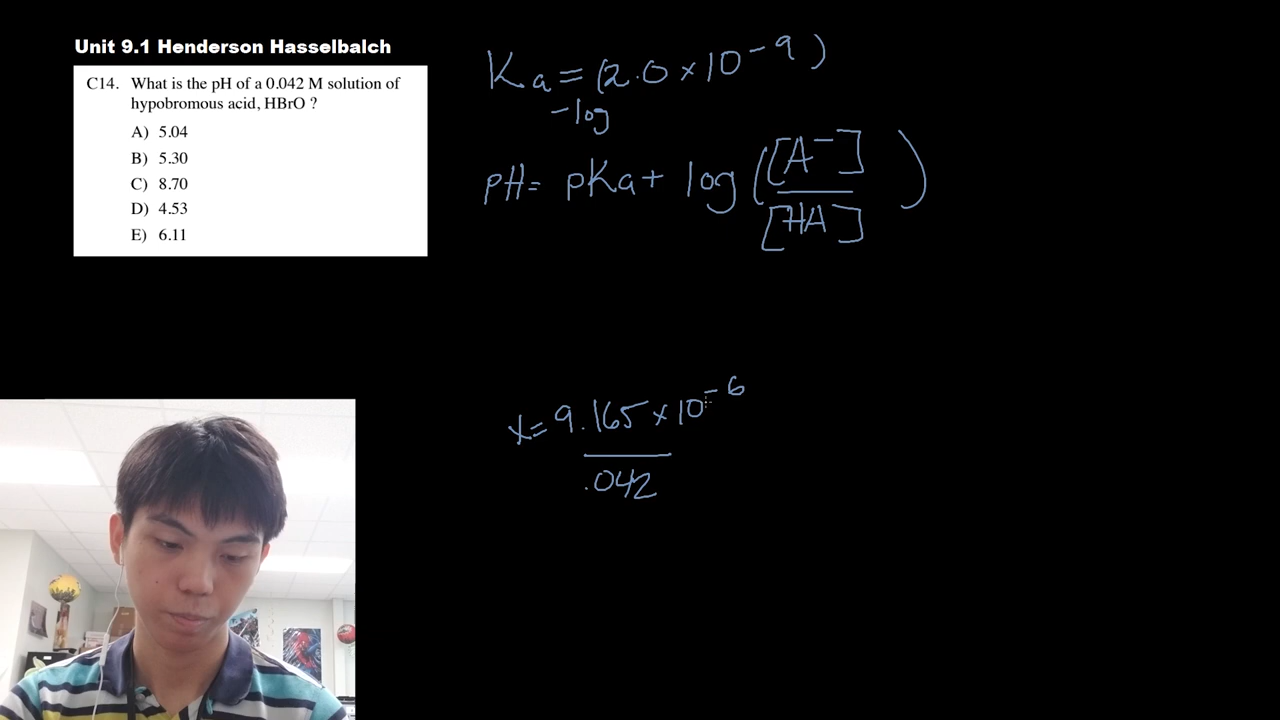 Unit 9.1 Henderson Hasselbalch
C14. What is the pH of a 0.042 M solution of
hypobromous acid, HBrO ?
A) 5.04
B) 5.30
C) 8.70
D) 4.53
E) 6.11
Ka = (2.0 × 10⁻⁹)
-log
pH = pKa + log ([A⁻]/[HA])
x = 9.165 × 10⁻⁶
.042